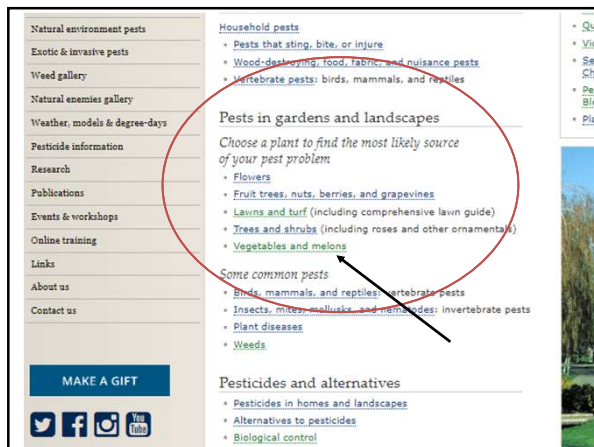 Natural environment pests
Exotic & invasive pests
Weed gallery
Natural enemies gallery
Weather, models & degree-days
Pesticide information
Research
Publications
Events & workshops
Online training
Links
About us
Contact us
MAKE A GIFT
You
Tube
Household pests
Pests that sting, bite, or injure
Wood-destroying, food, fabric, and nuisance pests
Vertebrate pests: birds, mammals, and reptiles
Pests in gardens and landscapes
Choose a plant to find the most likely source
of your pest problem
Flowers
Fruit trees, nuts, berries, and grapevines
Lawns and turf (including comprehensive lawn guide)
Trees and shrubs (including roses and other ornamentals)
Vegetables and melons
Some common pests
Birds, mammals, and reptiles: vertebrate pests
Insects, mites, mollusks, and nematodes: invertebrate pests
Plant diseases
Weeds
Pesticides and alternatives
Pesticides in homes and landscapes
Alternatives to pesticides
Biological control